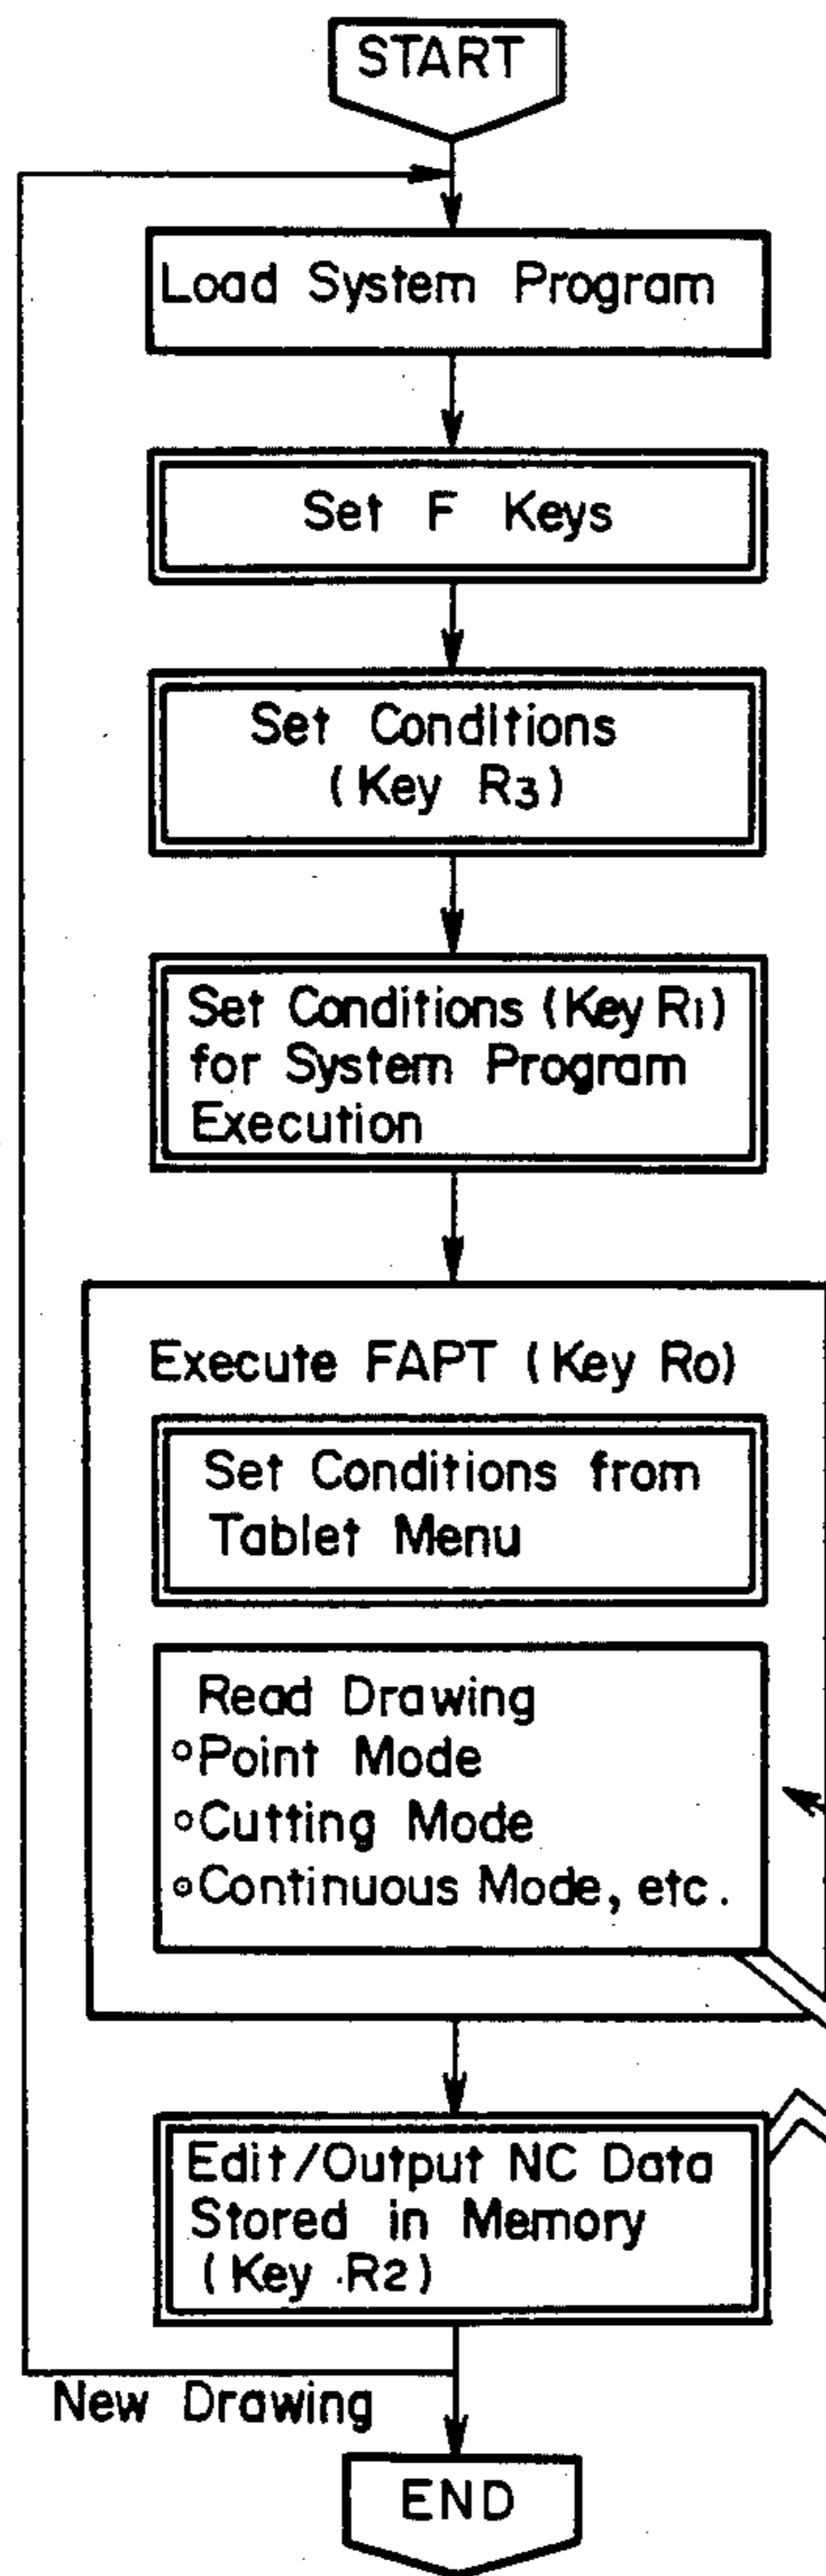 START
Load System Program
Set F Keys
Set Conditions
(Key R3)
Set Conditions (Key R1)
for System Program
Execution
Execute FAPT (Key R0)
Set Conditions from
Tablet Menu
Read Drawing
○Point Mode
○Cutting Mode
○Continuous Mode, etc.
Edit/Output NC Data
Stored in Memory
(Key R2)
New Drawing
END